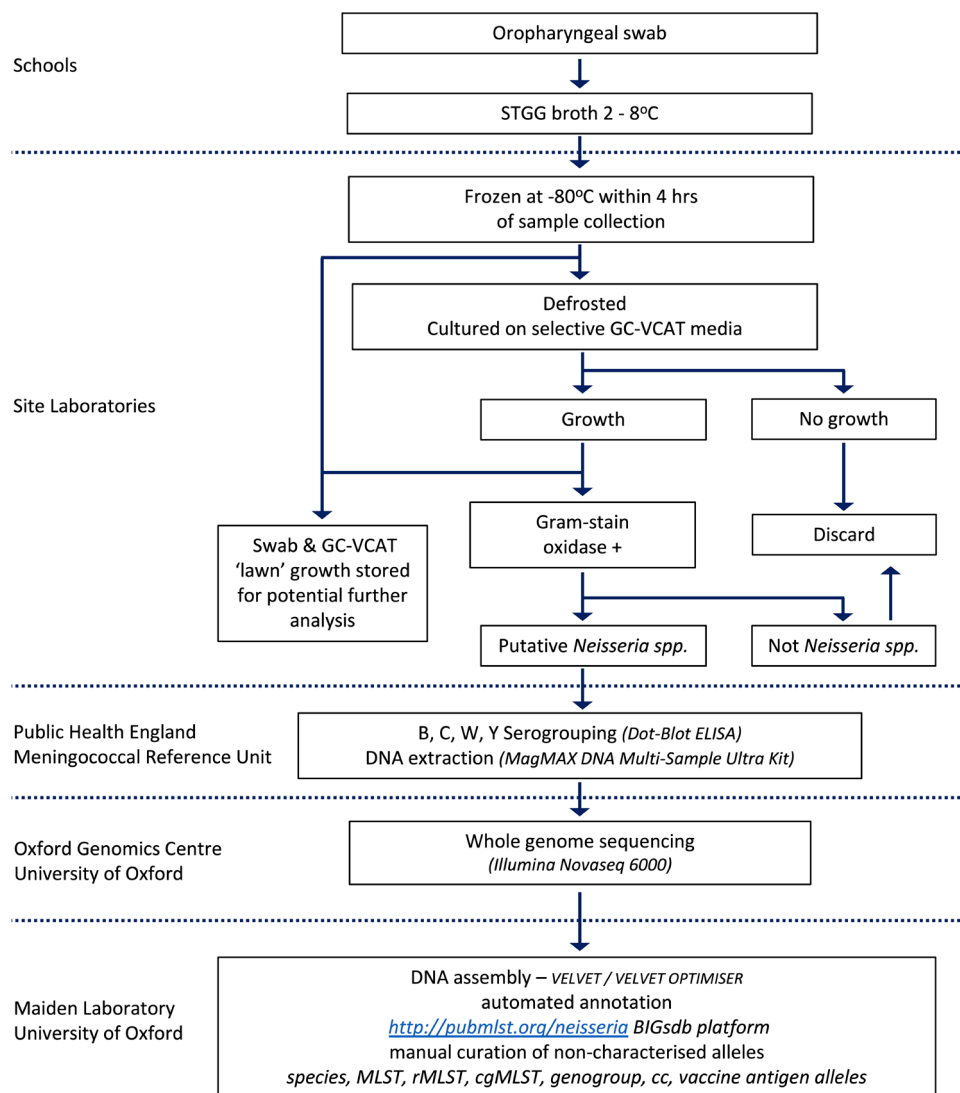 Schools
Oropharyngeal swab
STGG broth 2 - 8ºC
Site Laboratories
Frozen at -80ºC within 4 hrs
of sample collection
Defrosted
Cultured on selective GC-VCAT media
Growth
No growth
Swab & GC-VCAT
‘lawn’ growth stored
for potential further
analysis
Gram-stain
oxidase +
Discard
Putative Neisseria spp.
Not Neisseria spp.
Public Health England
Meningococcal Reference Unit
B, C, W, Y Serogrouping (Dot-Blot ELISA)
DNA extraction (MagMAX DNA Multi-Sample Ultra Kit)
Oxford Genomics Centre
University of Oxford
Whole genome sequencing
(Illumina Novaseq 6000)
Maiden Laboratory
University of Oxford
DNA assembly – VELVET / VELVET OPTIMISER
automated annotation
http://pubmlst.org/neisseria BIGsdb platform
manual curation of non-characterised alleles
species, MLST, rMLST, cgMLST, genogroup, cc, vaccine antigen alleles